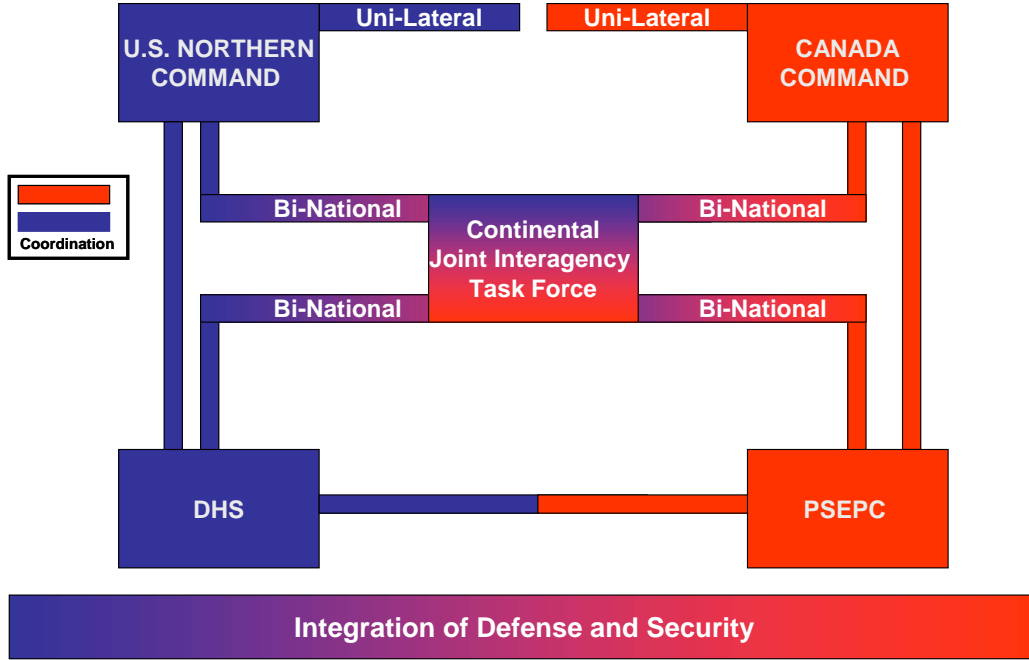 Uni-Lateral
Uni-Lateral
U.S. NORTHERN
COMMAND
CANADA
COMMAND
Coordination
Bi-National
Bi-National
Continental
Joint Interagency
Task Force
Bi-National
Bi-National
DHS
PSEPC
Integration of Defense and Security